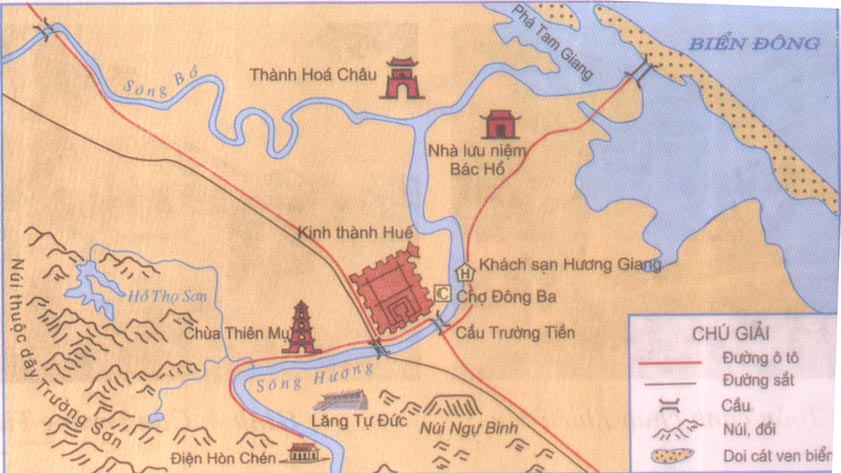 Phá Tam Giang
BIỂN ĐÔNG
Sông Bồ
Thành Hoá Châu
Nhà lưu niệm
Bác Hồ
Kinh thành Huế
Khách sạn Hương Giang
H
C
Chợ Đông Ba
Cầu Trường Tiền
Hồ Thọ Sơn
Núi thuộc dãy Trường Sơn
Chùa Thiên Mụ
Sông Hương
Lăng Tự Đức
Núi Ngự Bình
Điện Hòn Chén
CHÚ GIẢI
Đường ô tô
Đường sắt
Cầu
Núi, đồi
Doi cát ven biển